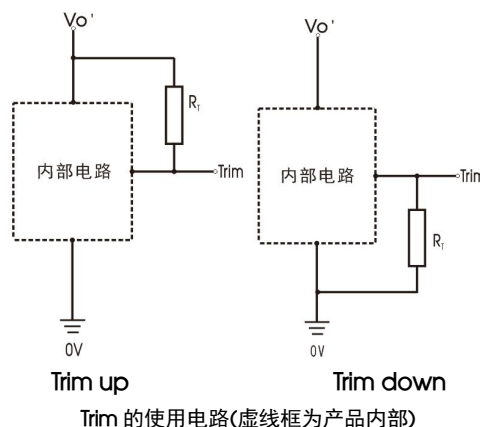 Vo'
Vo'
R_T
内部电路
Trim
内部电路
Trim
R_T
0V
0V
Trim up
Trim down
Trim 的使用电路(虚线框为产品内部)